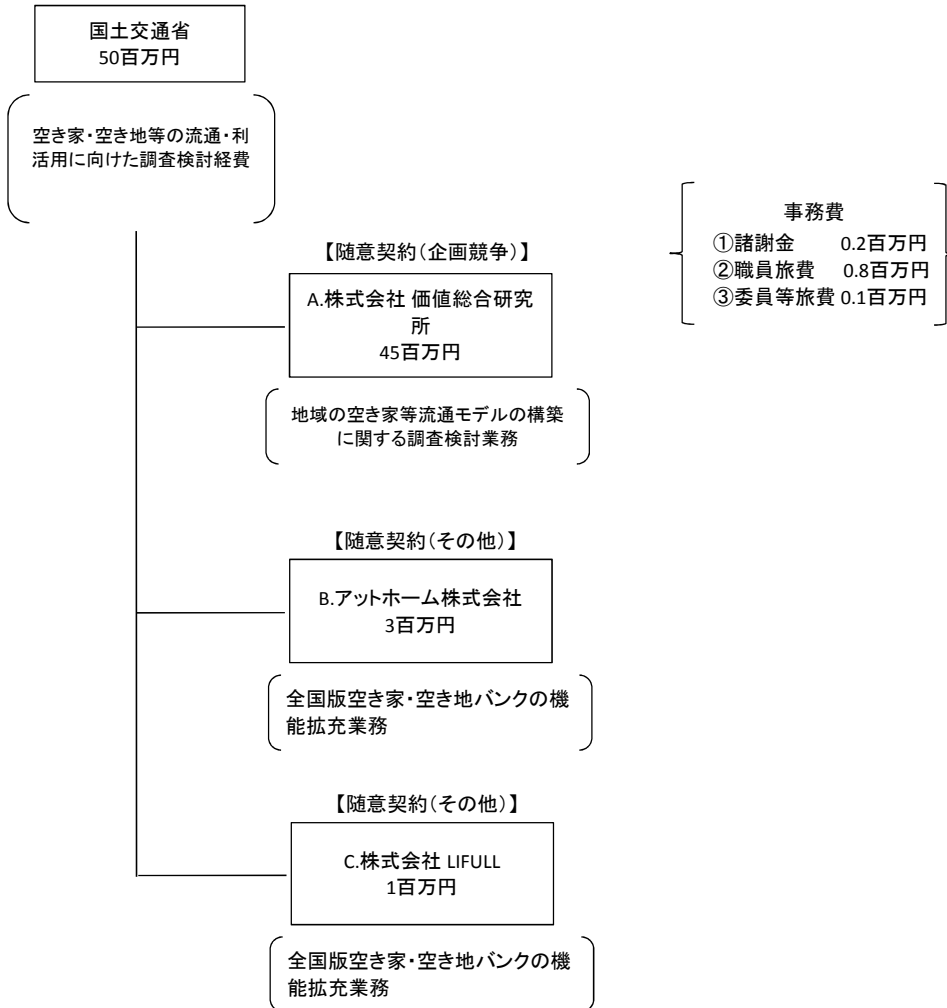 国土交通省
50百万円
空き家・空き地等の流通・利
活用に向けた調査検討経費
事務費
①諸謝金 0.2百万円
②職員旅費 0.8百万円
③委員等旅費 0.1百万円
【随意契約(企画競争)】
A.株式会社 価値総合研究
所
45百万円
地域の空き家等流通モデルの構築
に関する調査検討業務
【随意契約(その他)】
B.アットホーム株式会社
3百万円
全国版空き家・空き地バンクの機
能拡充業務
【随意契約(その他)】
C.株式会社 LIFULL
1百万円
全国版空き家・空き地バンクの機
能拡充業務